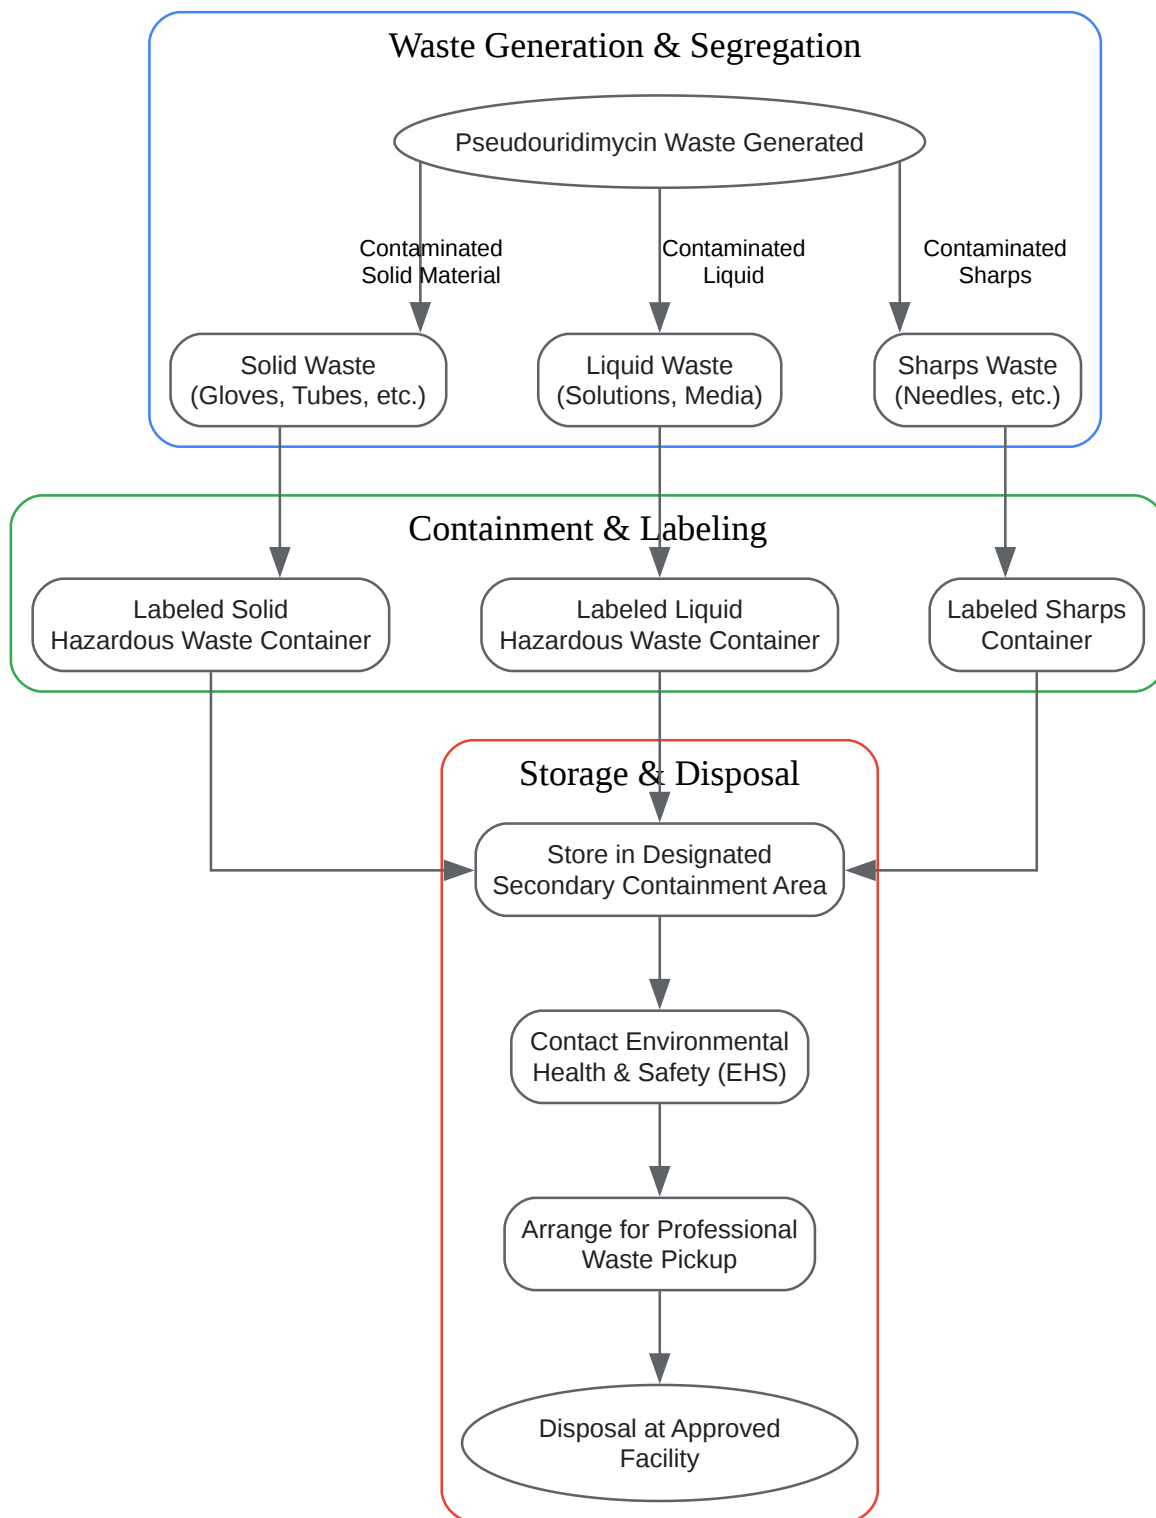 Waste Generation & Segregation
Pseudouridimycin Waste Generated
Contaminated
Solid Material
Contaminated
Liquid
Contaminated
Sharps
Solid Waste
(Gloves, Tubes, etc.)
Liquid Waste
(Solutions, Media)
Sharps Waste
(Needles, etc.)
Containment & Labeling
Labeled Solid
Hazardous Waste Container
Labeled Liquid
Hazardous Waste Container
Labeled Sharps
Container
Storage & Disposal
Store in Designated
Secondary Containment Area
Contact Environmental
Health & Safety (EHS)
Arrange for Professional
Waste Pickup
Disposal at Approved
Facility